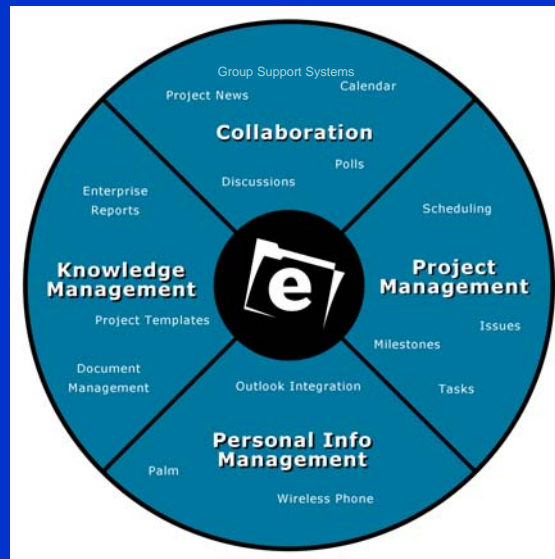 Group Support Systems
Project News
Calendar
Collaboration
Polls
Discussions
Enterprise
Reports
Knowledge
Management
Project Templates
Document
Management
Scheduling
Project
Management
Issues
Milestones
Tasks
e
Outlook Integration
Personal Info
Management
Palm
Wireless Phone